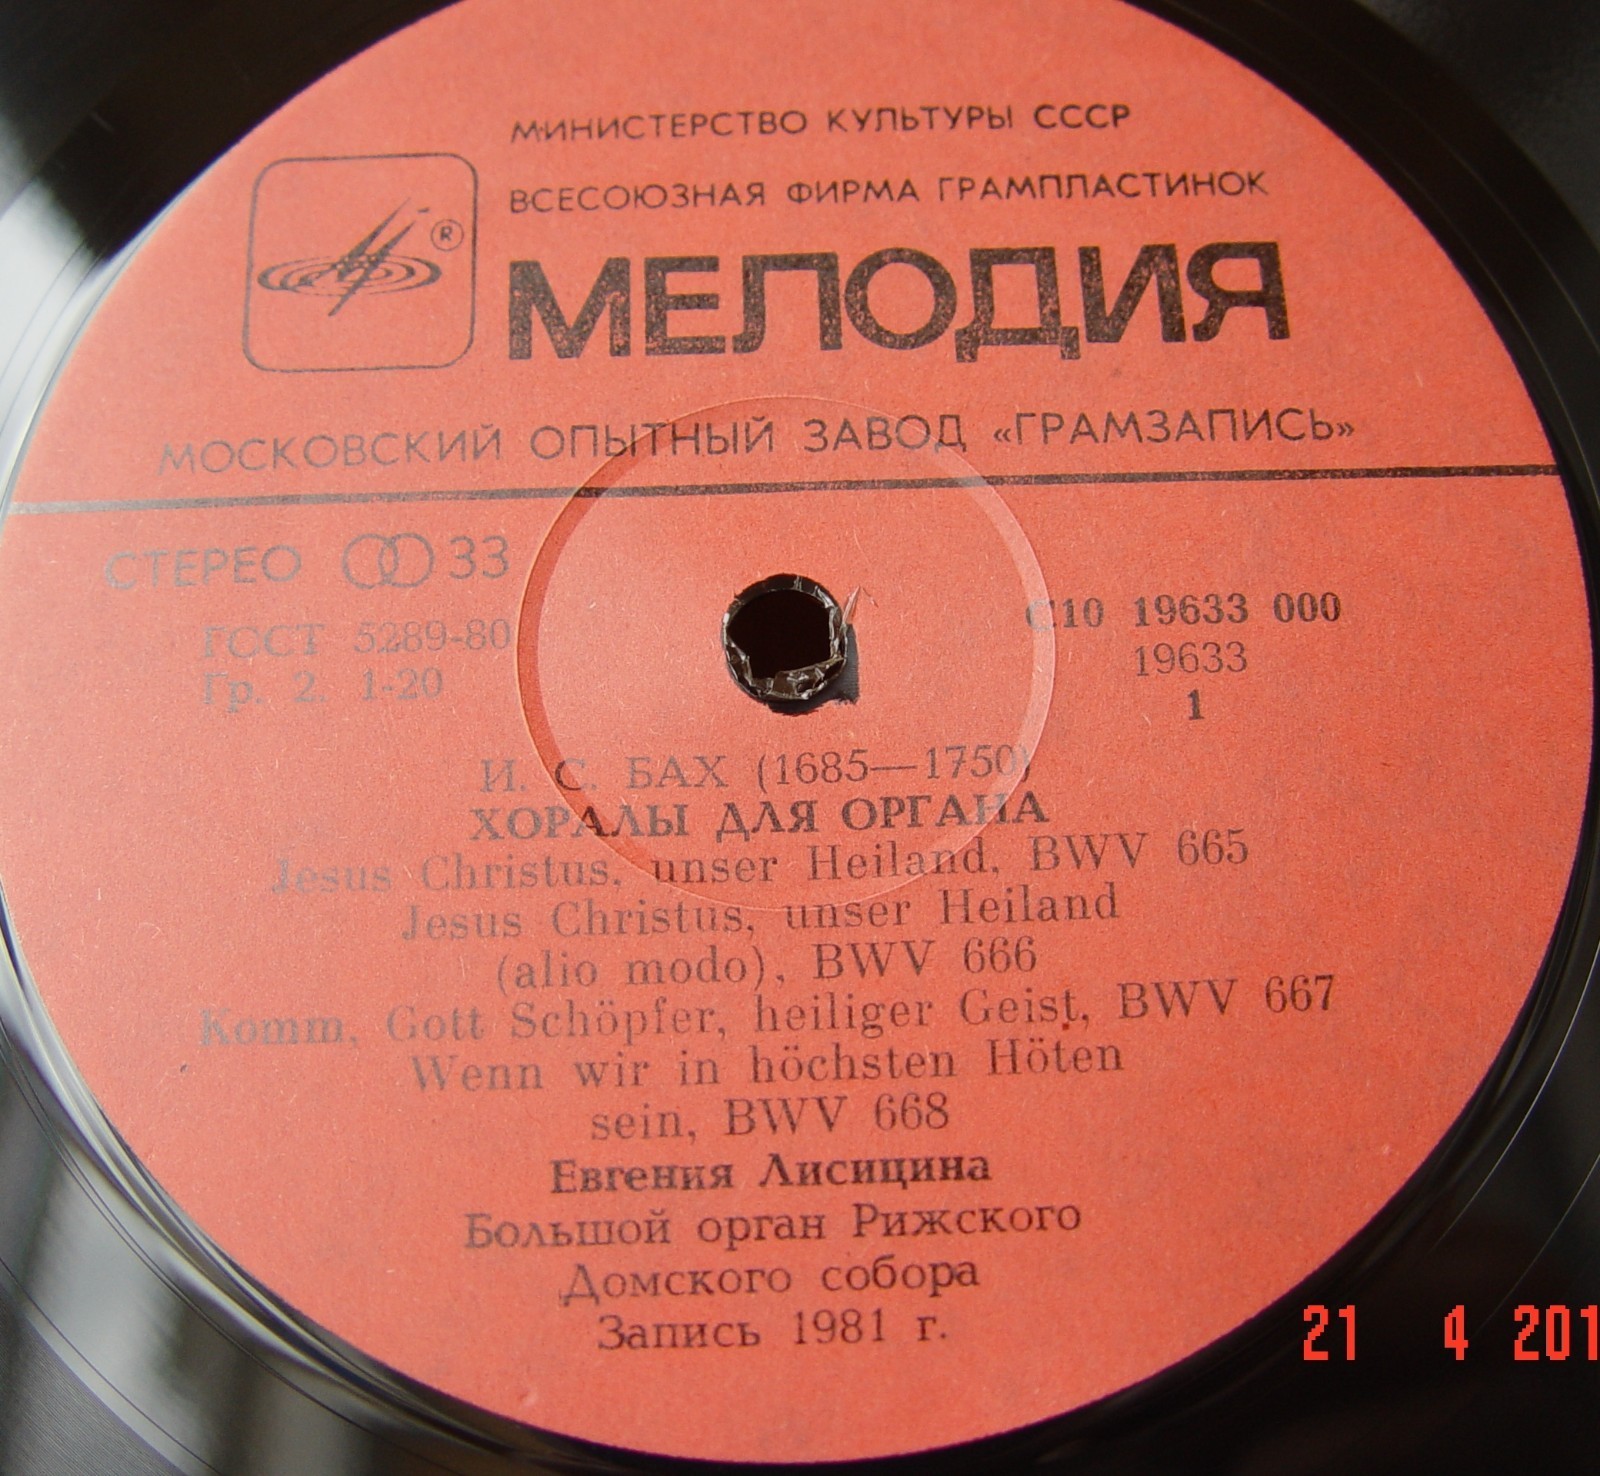 МИНИСТЕРСТВО КУЛЬТУРЫ СССР
ВСЕСОЮЗНАЯ ФИРМА ГРАМПЛАСТИНОК
®
МЕЛОДИЯ
МОСКОВСКИЙ ОПЫТНЫЙ ЗАВОД «ГРАМЗАПИСЬ»
СТЕРЕО 33
ГОСТ 5289-80
Гр. 2. 1-20
С10 19633 000
19633
1
И. С. БАХ (1685—1750)
ХОРАЛЫ ДЛЯ ОРГАНА
Jesus Christus, unser Heiland, BWV 665
Jesus Christus, unser Heiland
(alio modo), BWV 666
Komm, Gott Schöpfer, heiliger Geist, BWV 667
Wenn wir in höchsten Höten
sein, BWV 668
Евгения Лисицина
Большой орган Рижского
Домского собора
Запись 1981 г.
21 4 201